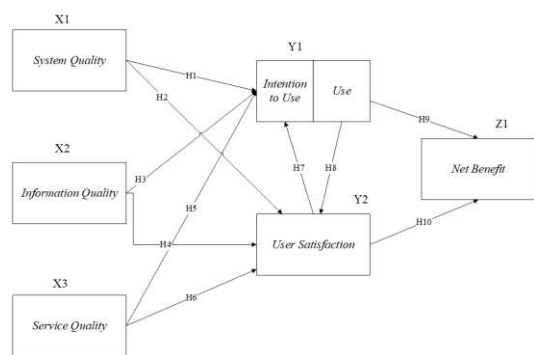 X1
System Quality
H1
H2
Y1
Intention
to Use
Use
H9
Z1
Net Benefit
X2
Information Quality
H3
H5
H4
H7
H8
Y2
User Satisfaction
H10
X3
Service Quality
H6